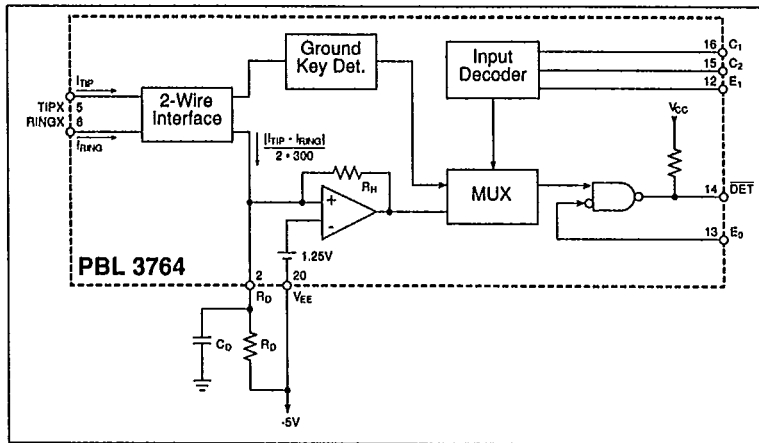 Ground
Key Det.
Input
Decoder
16 C1
15 C2
12 E1
ITIP
TIPX 5
RINGX 6
IRING
2-Wire
Interface
|ITIP - IRING|
2 • 300
RH
+
-
1.25V
MUX
VCC
14 DET
13 E0
PBL 3764
2
RD
20
VEE
CD
RD
-5V